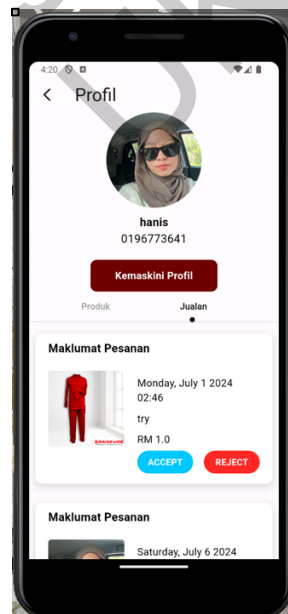 4:20
Profil
hanis
0196773641
Kemaskini Profil
Produk
Jualan
Maklumat Pesanan
Monday, July 1 2024
02:46
try
RM 1.0
ACCEPT
REJECT
Maklumat Pesanan
Saturday, July 6 2024